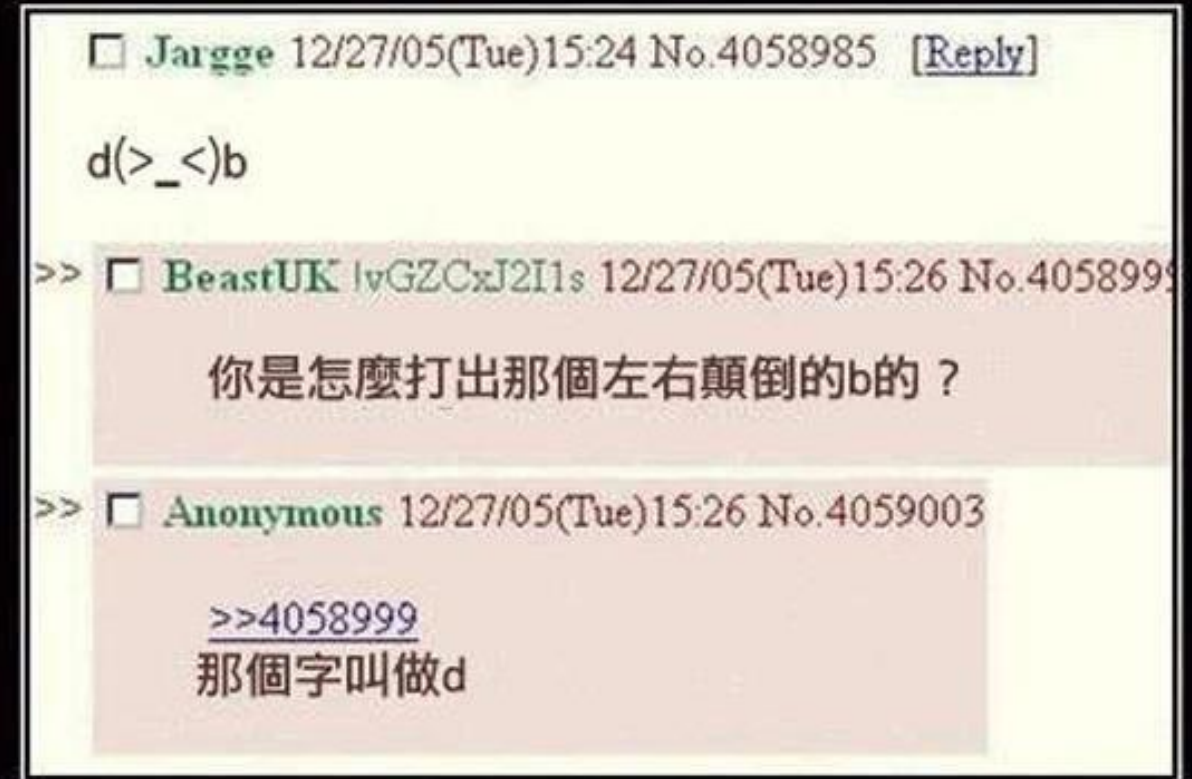 Jargge 12/27/05(Tue)15:24 No.4058985 [Reply]
d(>_<)b
>> BeastUK !vGZCxJ2I1s 12/27/05(Tue)15:26 No.4058999
你是怎麼打出那個左右顛倒的b的？
>> Anonymous 12/27/05(Tue)15:26 No.4059003
>>4058999
那個字叫做d